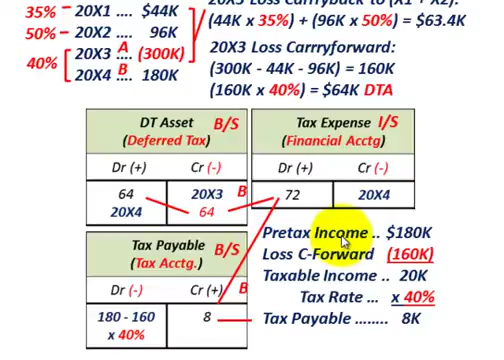 20X3 Loss Carryback to (X1 + X2):
35% 20X1 .... $44K
(44K x 35%) + (96K x 50%) = $63.4K
50% 20X2 .... 96K
20X3 A .... (300K)
20X3 Loss Carrryforward:
40%
(300K - 44K - 96K) = 160K
20X4 B .... 180K
(160K x 40%) = $64K DTA
DT Asset B/S
(Deferred Tax)
Dr (+) Cr (-)
64 20X3 B
20X4 64
Tax Expense I/S
(Financial Acctg)
Dr (+) Cr (-)
72 20X4
Tax Payable B/S
(Tax Acctg.)
Dr (-) Cr (+) B
180 - 160 8
x 40%
Pretax Income .. $180K
Loss C-Forward (160K)
Taxable Income .. 20K
Tax Rate ... x 40%
Tax Payable ........ 8K